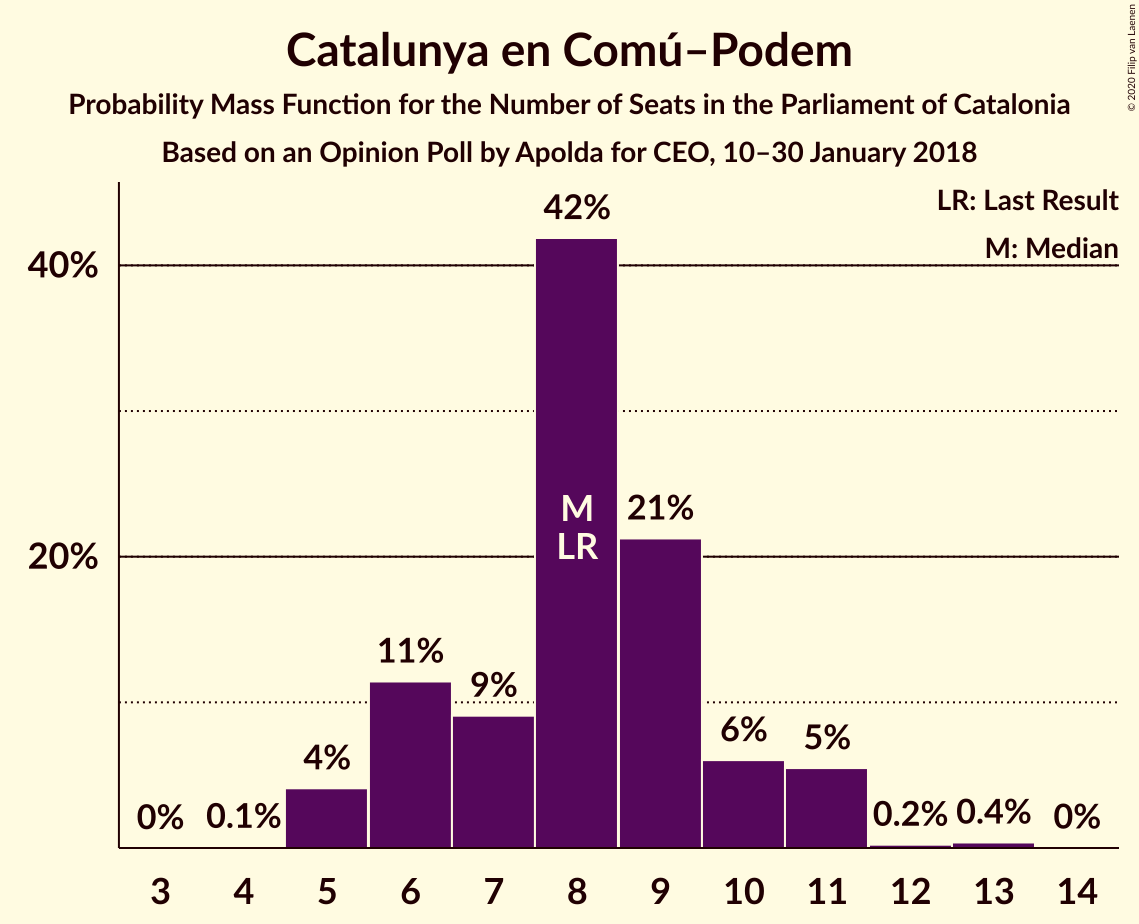 Catalunya en Comú–Podem
Probability Mass Function for the Number of Seats in the Parliament of Catalonia
Based on an Opinion Poll by Apolda for CEO, 10–30 January 2018
© 2020 Filip van Laenen
LR: Last Result
M: Median
40%
20%
0%
0.1%
4%
11%
9%
42%
M
LR
21%
6%
5%
0.2%
0.4%
0%
3 4 5 6 7 8 9 10 11 12 13 14